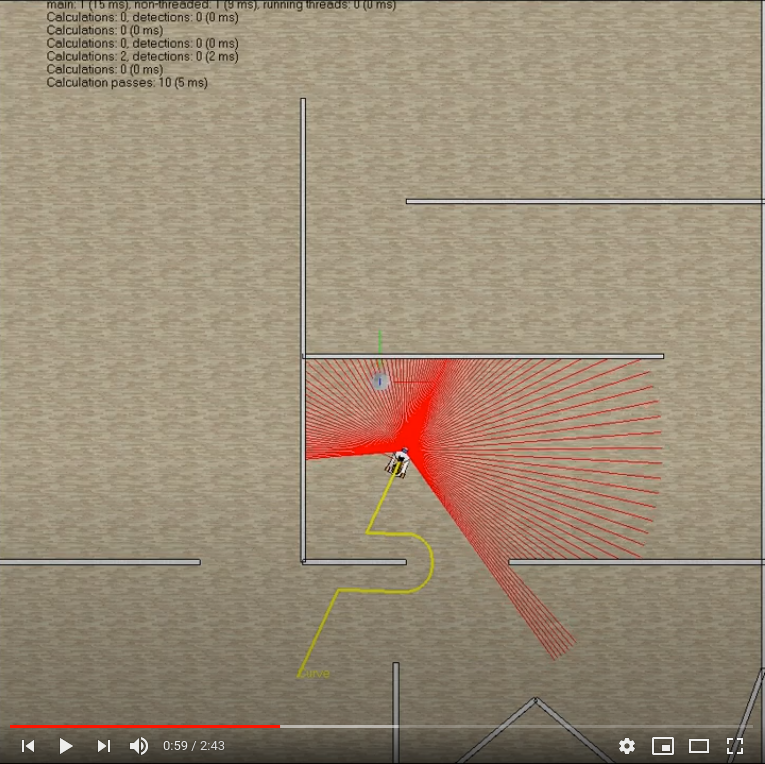 main: 1 (15 ms), non-threaded: 1 (9 ms), running threads: 0 (0 ms)
Calculations: 0, detections: 0 (0 ms)
Calculations: 0 (0 ms)
Calculations: 0, detections: 0 (0 ms)
Calculations: 2, detections: 0 (2 ms)
Calculations: 0 (0 ms)
Calculation passes: 10 (5 ms)
Curve
0:59 / 2:43